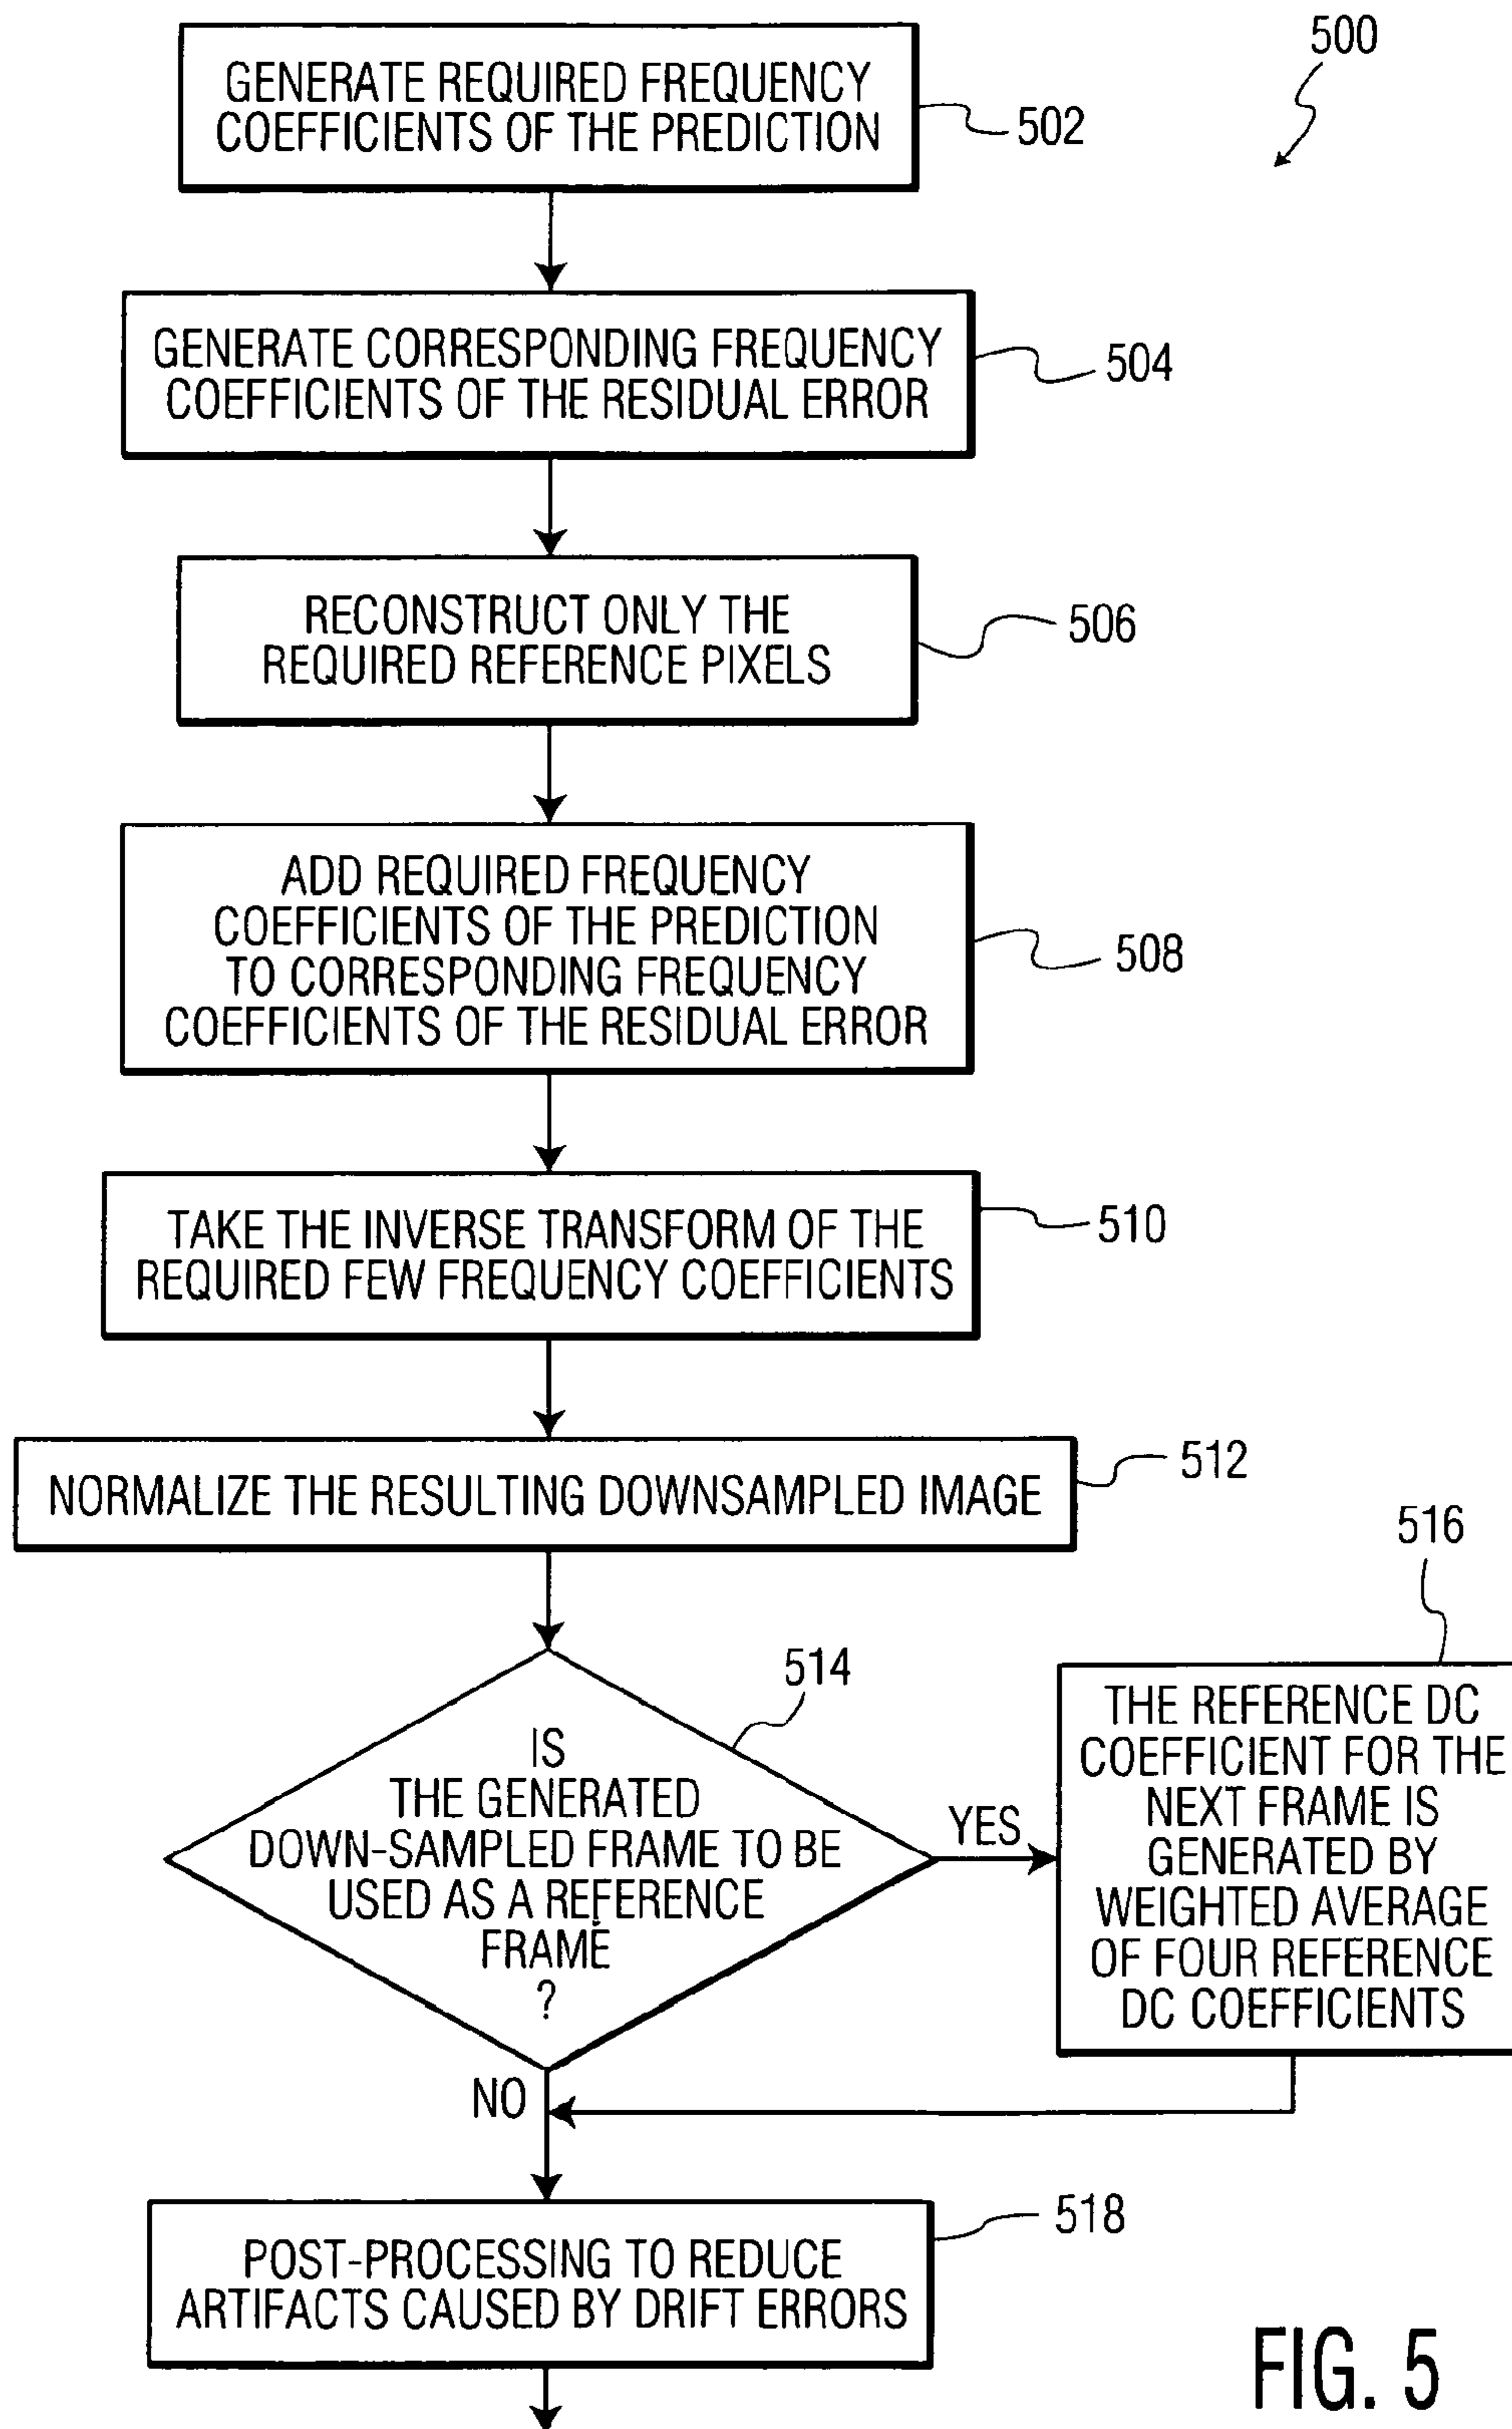 500
GENERATE REQUIRED FREQUENCY
COEFFICIENTS OF THE PREDICTION
502
GENERATE CORRESPONDING FREQUENCY
COEFFICIENTS OF THE RESIDUAL ERROR
504
RECONSTRUCT ONLY THE
REQUIRED REFERENCE PIXELS
506
ADD REQUIRED FREQUENCY
COEFFICIENTS OF THE PREDICTION
TO CORRESPONDING FREQUENCY
COEFFICIENTS OF THE RESIDUAL ERROR
508
TAKE THE INVERSE TRANSFORM OF THE
REQUIRED FEW FREQUENCY COEFFICIENTS
510
NORMALIZE THE RESULTING DOWNSAMPLED IMAGE
512
514
IS
THE GENERATED
DOWN-SAMPLED FRAME TO BE
USED AS A REFERENCE
FRAME
?
YES
516
THE REFERENCE DC
COEFFICIENT FOR THE
NEXT FRAME IS
GENERATED BY
WEIGHTED AVERAGE
OF FOUR REFERENCE
DC COEFFICIENTS
NO
POST-PROCESSING TO REDUCE
ARTIFACTS CAUSED BY DRIFT ERRORS
518
FIG. 5